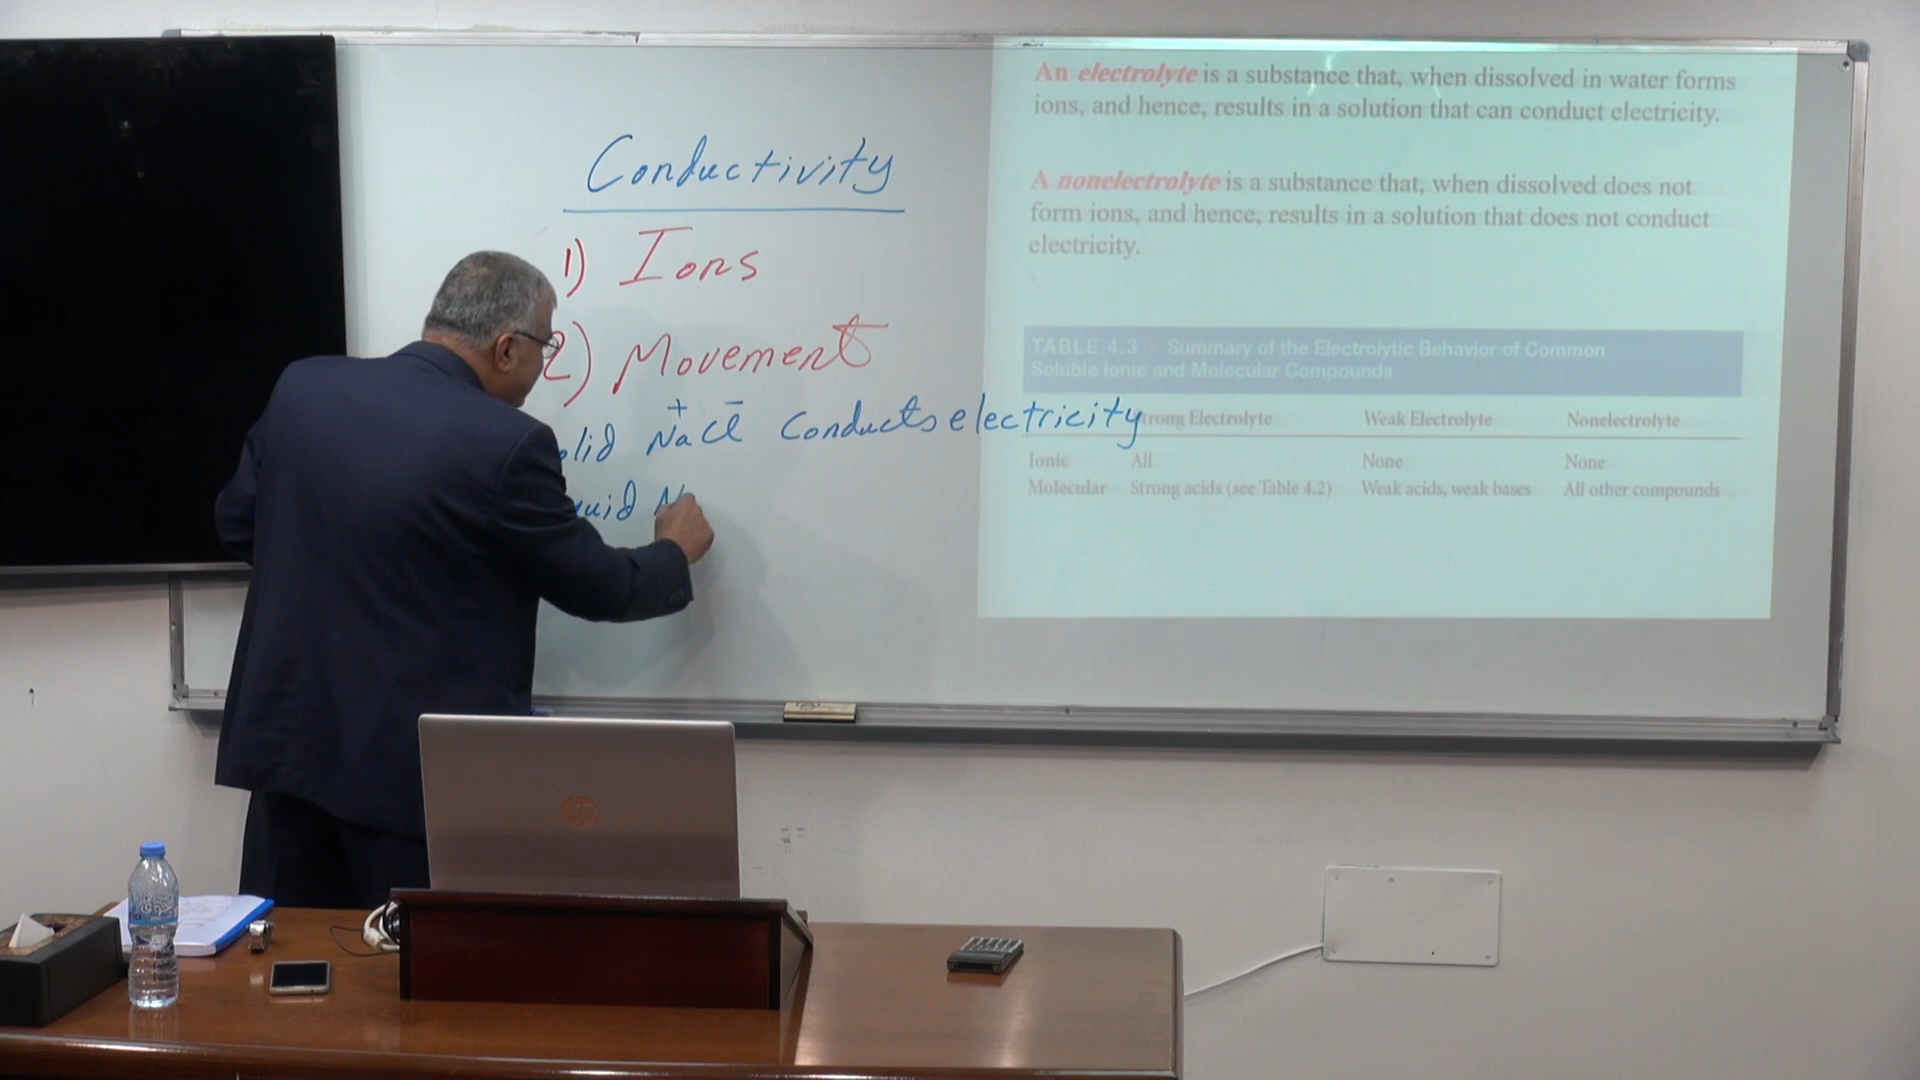 Conductivity
1) Ions
2) Movement
olid Na+ Cl- Conducts electricity
uid N
An electrolyte is a substance that, when dissolved in water forms
ions, and hence, results in a solution that can conduct electricity.
A nonelectrolyte is a substance that, when dissolved does not
form ions, and hence, results in a solution that does not conduct
electricity.
TABLE 4.3 • Summary of the Electrolytic Behavior of Common
Soluble Ionic and Molecular Compounds
trong Electrolyte Weak Electrolyte Nonelectrolyte
Ionic All None None
Molecular Strong acids (see Table 4.2) Weak acids, weak bases All other compounds
hp